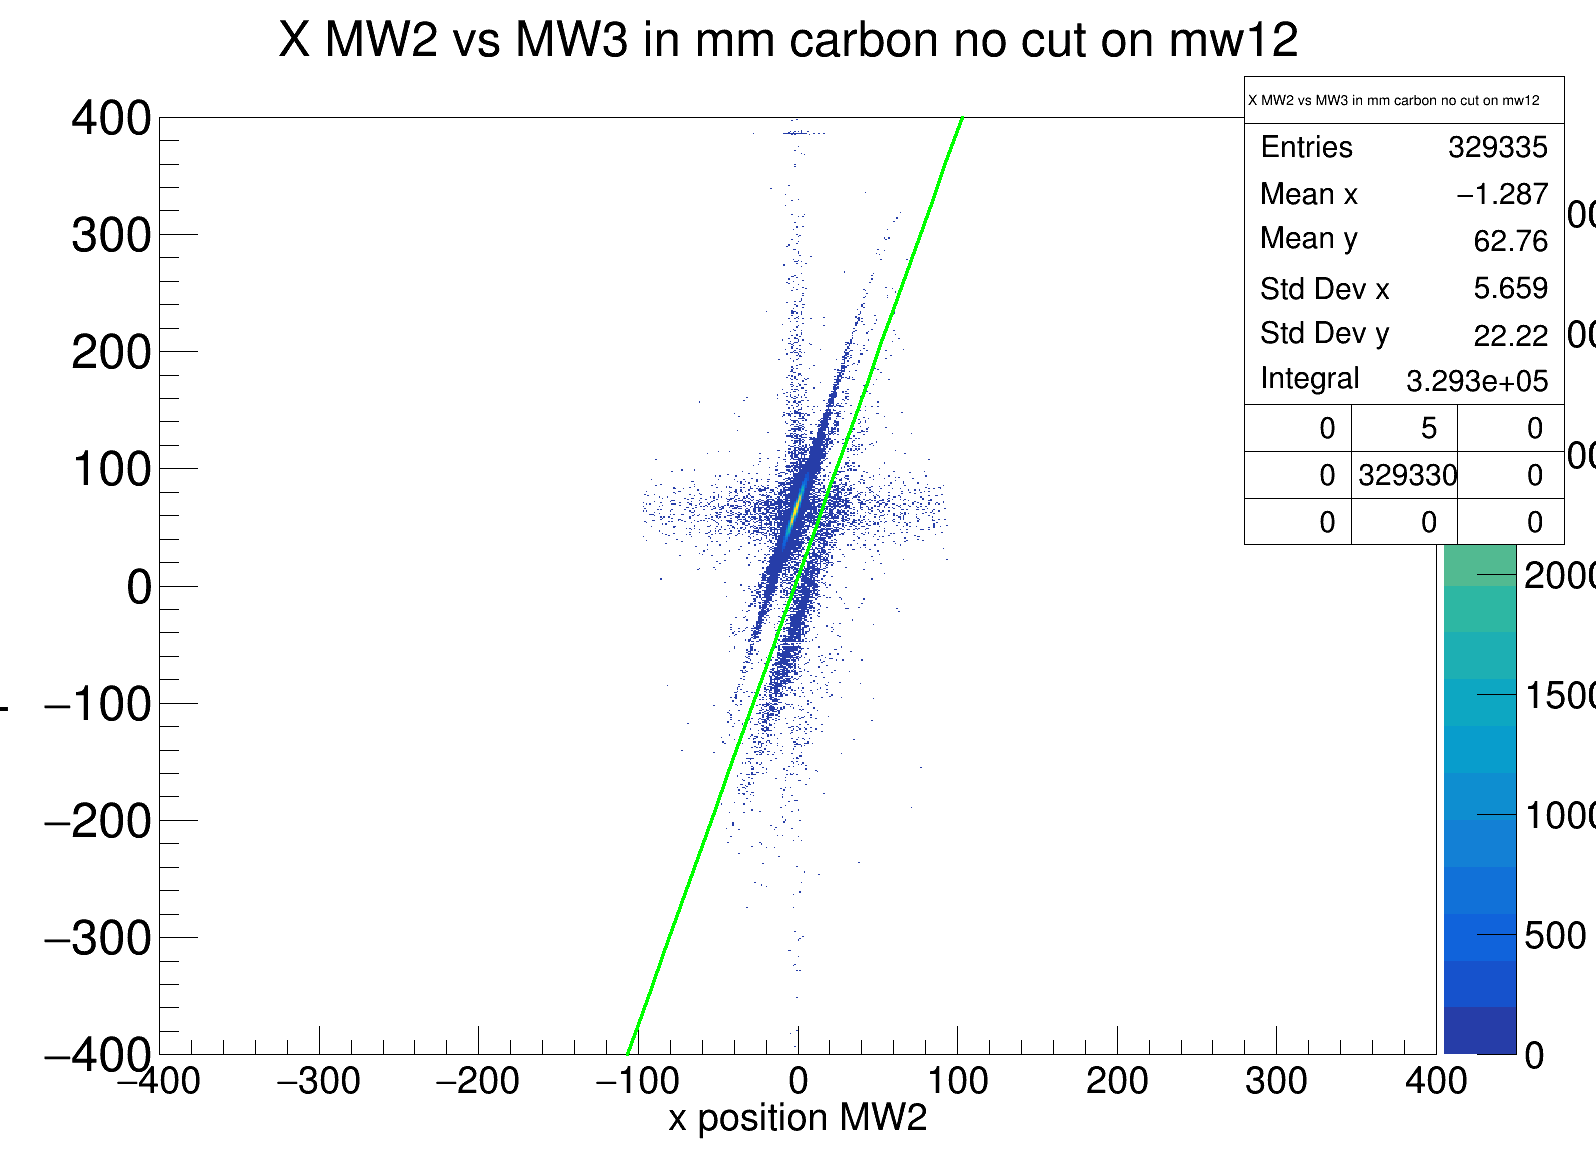 X MW2 vs MW3 in mm carbon no cut on mw12
X MW2 vs MW3 in mm carbon no cut on mw12
Entries 329335
Mean x −1.287
Mean y 62.76
Std Dev x 5.659
Std Dev y 22.22
Integral 3.293e+05
0 5 0
0 329330 0
0 0 0
400
300
200
100
0
−100
−200
−300
−400
−400 −300 −200 −100 0 100 200 300 400
x position MW2
2000
1500
1000
500
0